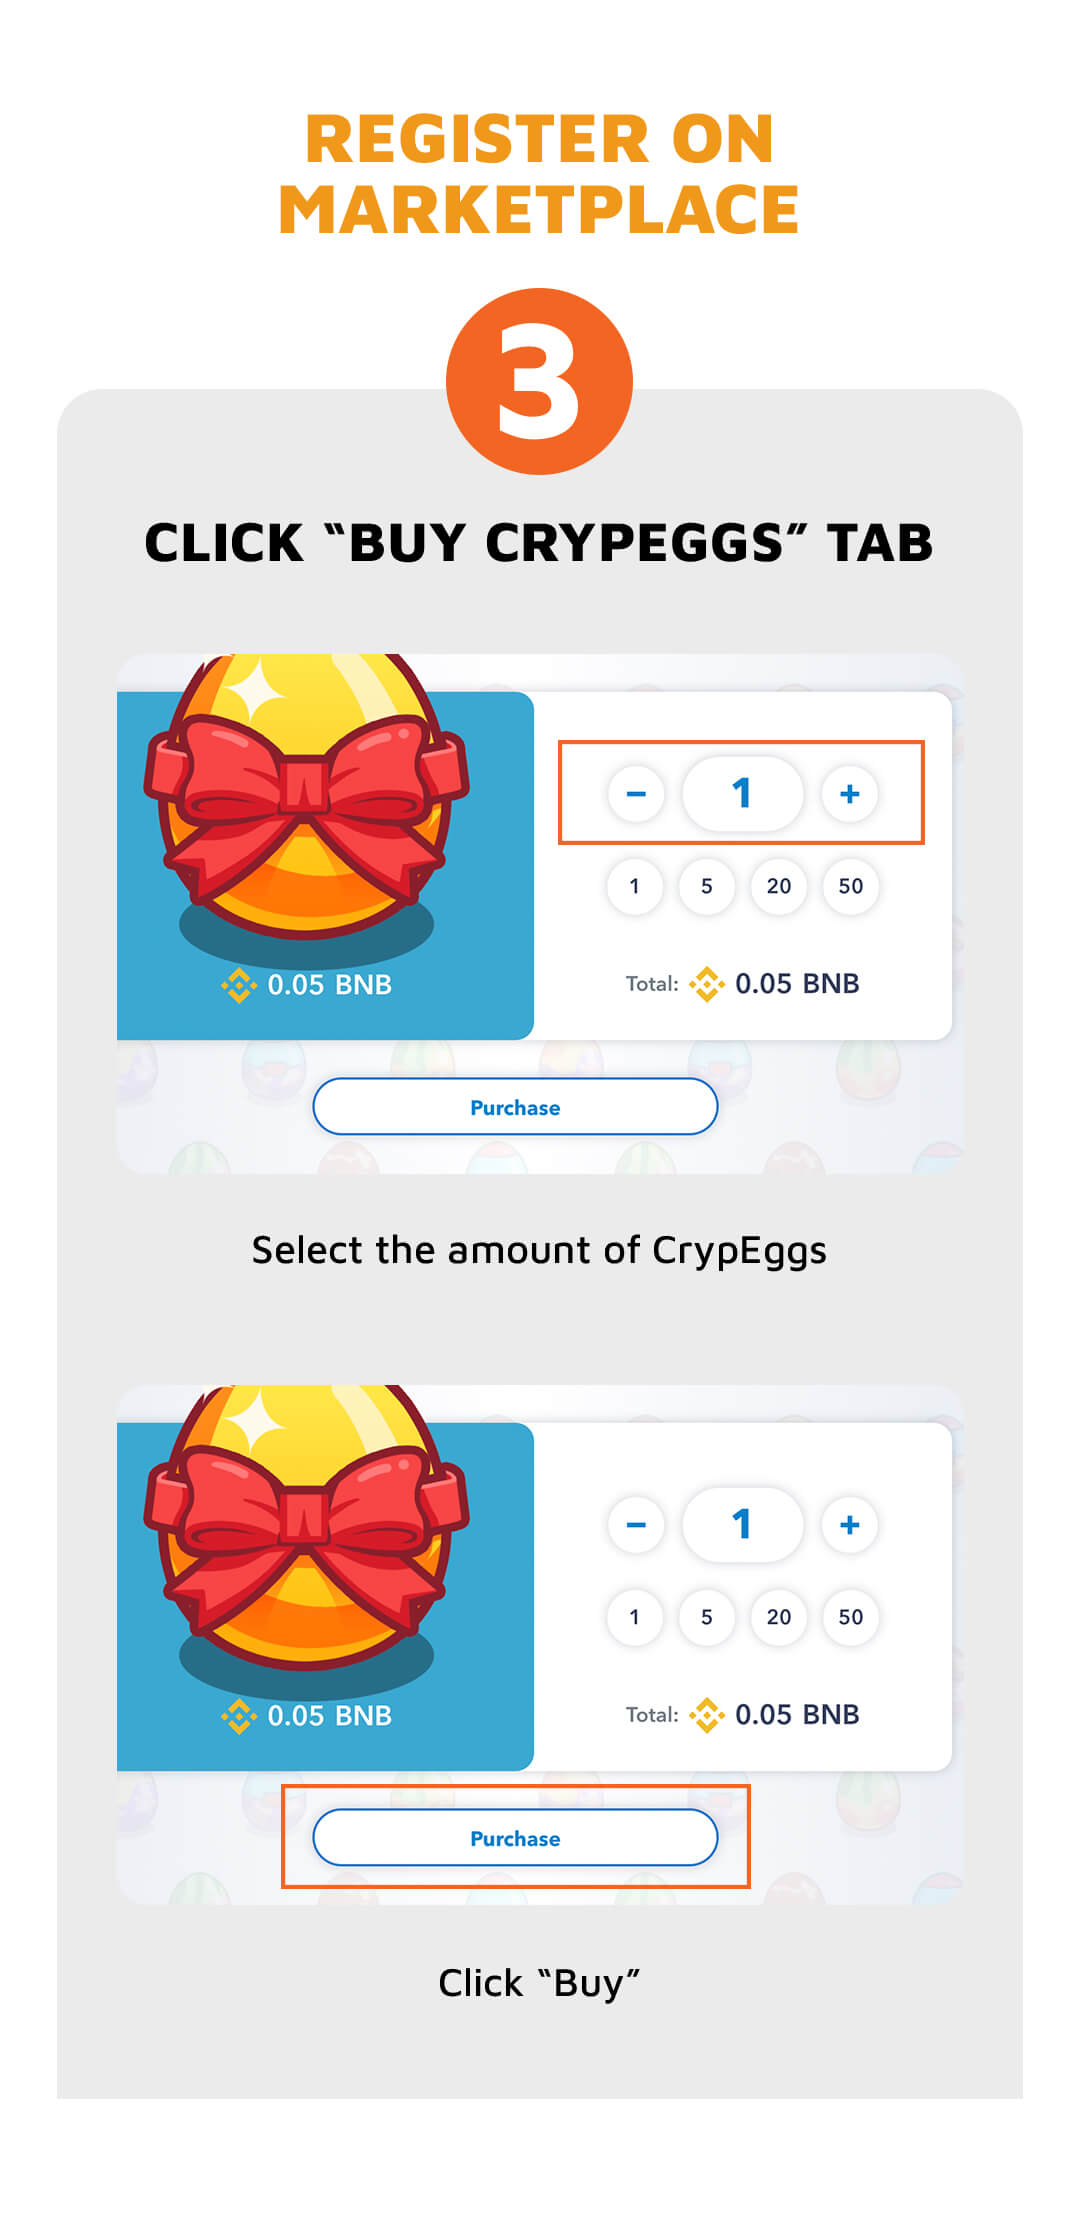 REGISTER ON
MARKETPLACE
3
CLICK “BUY CRYPEGGS” TAB
− 1 +
1 5 20 50
0.05 BNB
Total: 0.05 BNB
Purchase
Select the amount of CrypEggs
− 1 +
1 5 20 50
0.05 BNB
Total: 0.05 BNB
Purchase
Click “Buy”